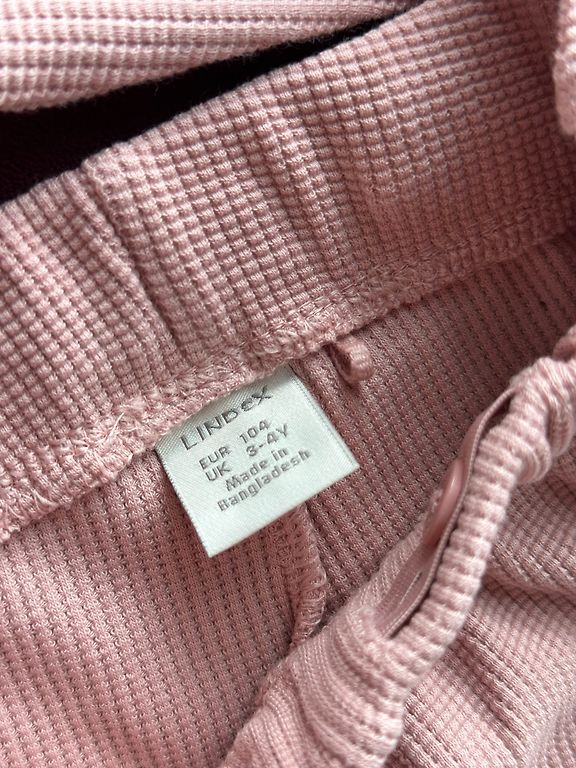 LINDEX
EUR 104
UK 3-4Y
Made in
Bangladesh